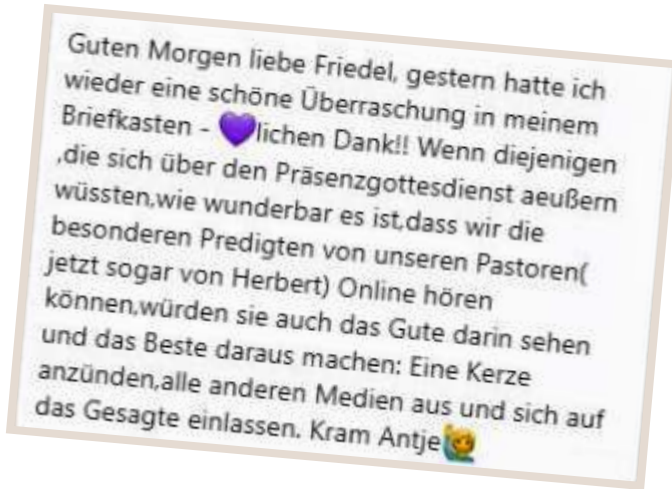 Guten Morgen liebe Friedel, gestern hatte ich
wieder eine schöne Überraschung in meinem
Briefkasten - 💜lichen Dank!! Wenn diejenigen
,die sich über den Präsenzgottesdienst aeußern
wüssten,wie wunderbar es ist,dass wir die
besonderen Predigten von unseren Pastoren(
jetzt sogar von Herbert) Online hören
können,würden sie auch das Gute darin sehen
und das Beste daraus machen: Eine Kerze
anzünden,alle anderen Medien aus und sich auf
das Gesagte einlassen. Kram Antje🙋